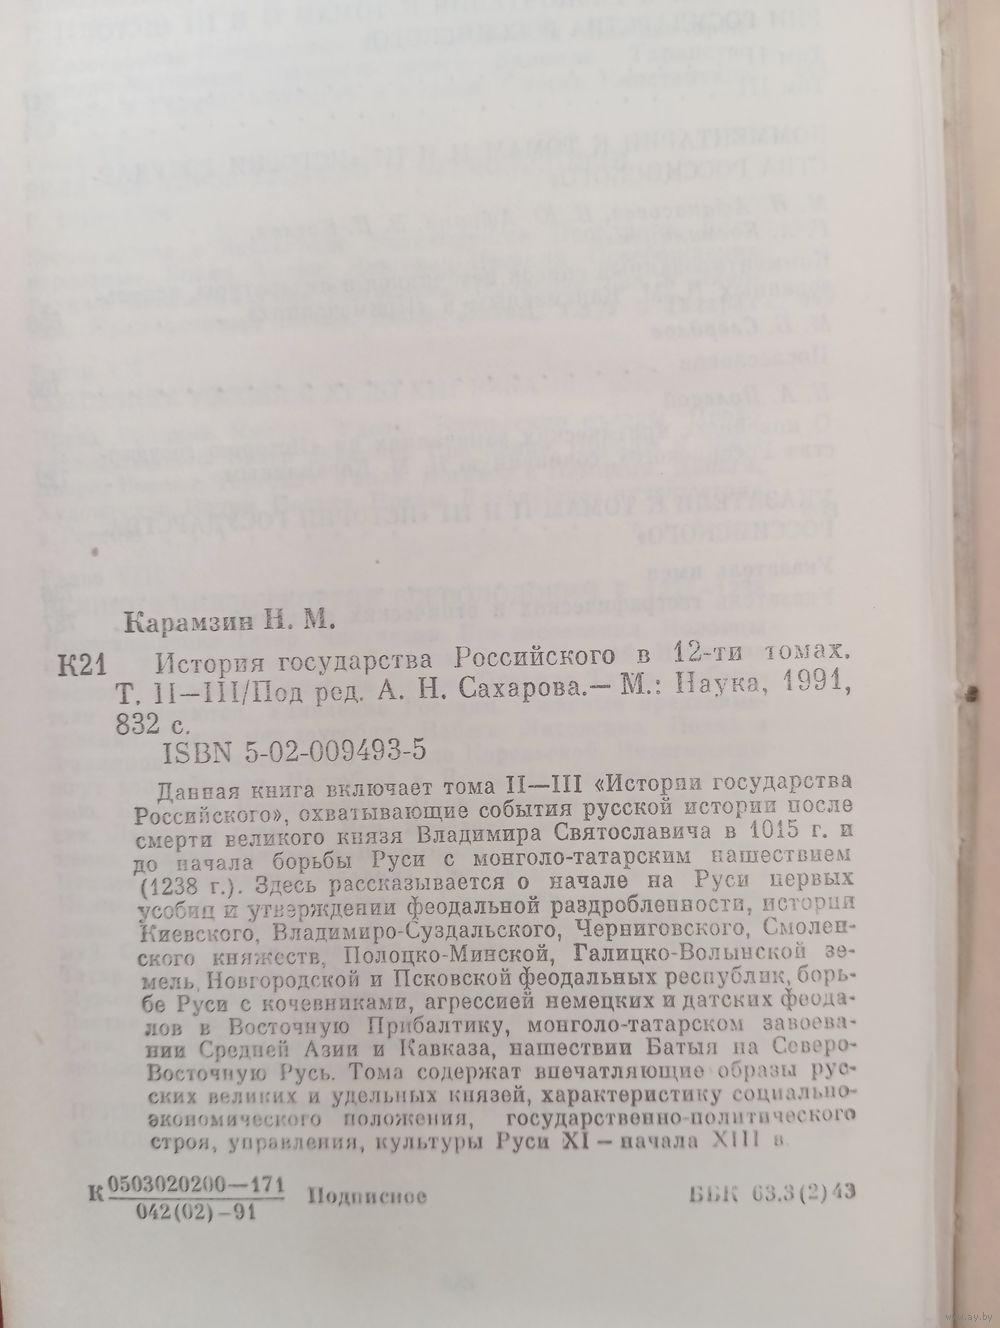 Карамзин Н. М.
К21 История государства Российского в 12-ти томах.
Т. II—III/Под ред. А. Н. Сахарова.— М.: Наука, 1991,
832 с.
ISBN 5-02-009493-5
Данная книга включает тома II—III «Истории государства
Российского», охватывающие события русской истории после
смерти великого князя Владимира Святославича в 1015 г. и
до начала борьбы Руси с монголо-татарским нашествием
(1238 г.). Здесь рассказывается о начале на Руси первых
усобиц и утверждении феодальной раздробленности, истории
Киевского, Владимиро-Суздальского, Черниговского, Смолен-
ского княжеств, Полоцко-Минской, Галицко-Волынской зе-
мель, Новгородской и Псковской феодальных республик, борь-
бе Руси с кочевниками, агрессией немецких и датских феода-
лов в Восточную Прибалтику, монголо-татарском завоева-
нии Средней Азии и Кавказа, нашествии Батыя на Северо-
Восточную Русь. Тома содержат впечатляющие образы рус-
ских великих и удельных князей, характеристику социально-
экономического положения, государственно-политического
строя, управления, культуры Руси XI — начала XIII в.
К 0503020200—171 Подписное ББК 63.3(2)43
042(02)-91
www.ay.by